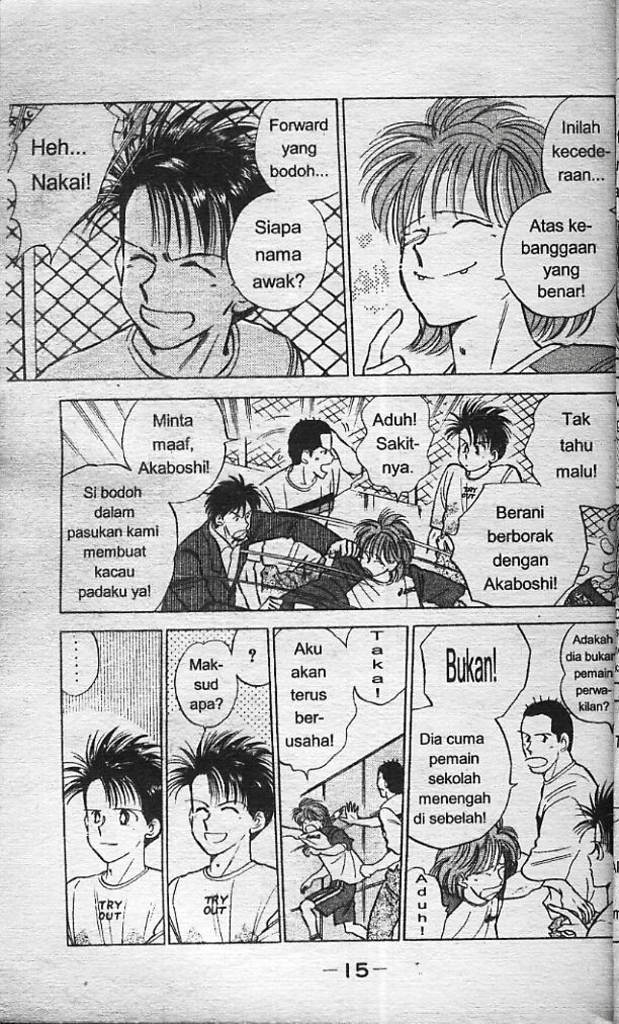 Inilah
kecede-
raan...
Atas ke-
banggaan
yang
benar!
Forward
yang
bodoh...
Siapa
nama
awak?
Heh...
Nakai!
Tak
tahu
malu!
Berani
berborak
dengan
Akaboshi!
Aduh!
Sakit-
nya.
Minta
maaf,
Akaboshi!
Si bodoh
dalam
pasukan kami
membuat
kacau
padaku ya!
Adakah
dia bukan
pemain
perwa-
kilan?
Bukan!
Dia cuma
pemain
sekolah
menengah
di sebelah!
Aduh!
Taka!
Aku
akan
terus
ber-
usaha!
?
Mak-
sud
apa?
TRY
OUT
......
TRY
OUT
-15-